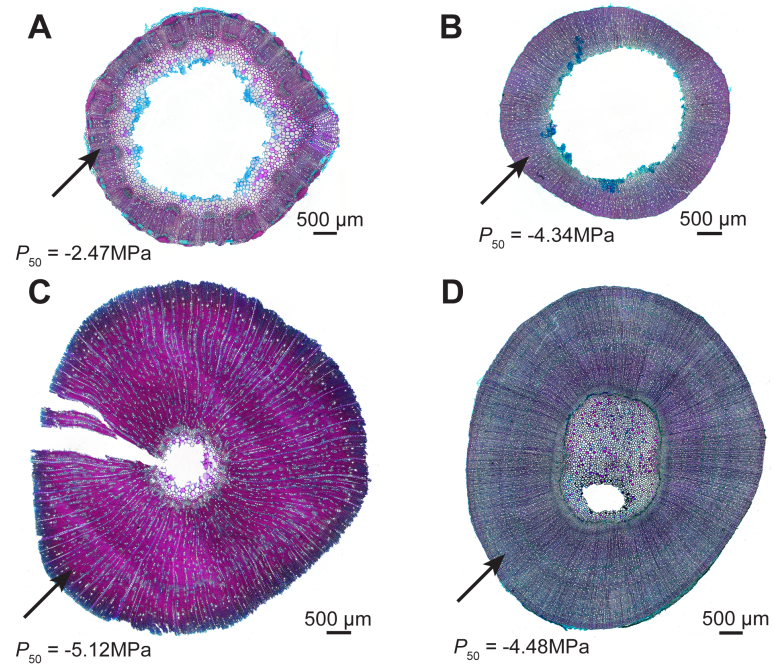 A
B
500 µm
500 µm
P50 = -2.47MPa
P50 = -4.34MPa
C
D
500 µm
500 µm
P50 = -5.12MPa
P50 = -4.48MPa